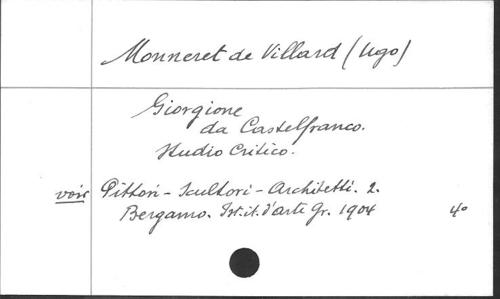 Monneret de Villard (Ugo)
Giorgione
da Castelfranco.
Studio Critico.
voir Pittori - Scultori - Architetti. 2.
Bergamo. Ist. it. d'arte Gr. 1904 4°